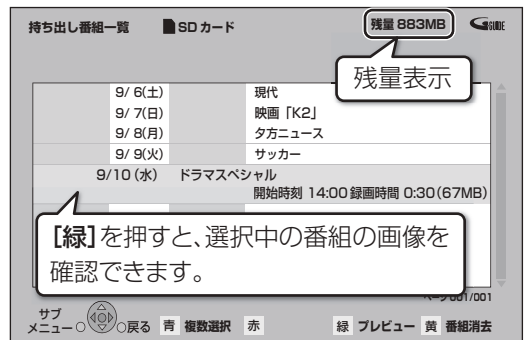 持ち出し番組一覧 SDカード 残量 883MB GGUIDE
残量表示
9/ 6(土) 現代
9/ 7(日) 映画「K2」
9/ 8(月) 夕方ニュース
9/ 9(火) サッカー
9/10(水) ドラマスペシャル
開始時刻 14:00 録画時間 0:30(67MB)
[緑]を押すと、選択中の番組の画像を
確認できます。
001/001
サブ
メニュー 戻る 青 複数選択 赤 緑 プレビュー 黄 番組消去